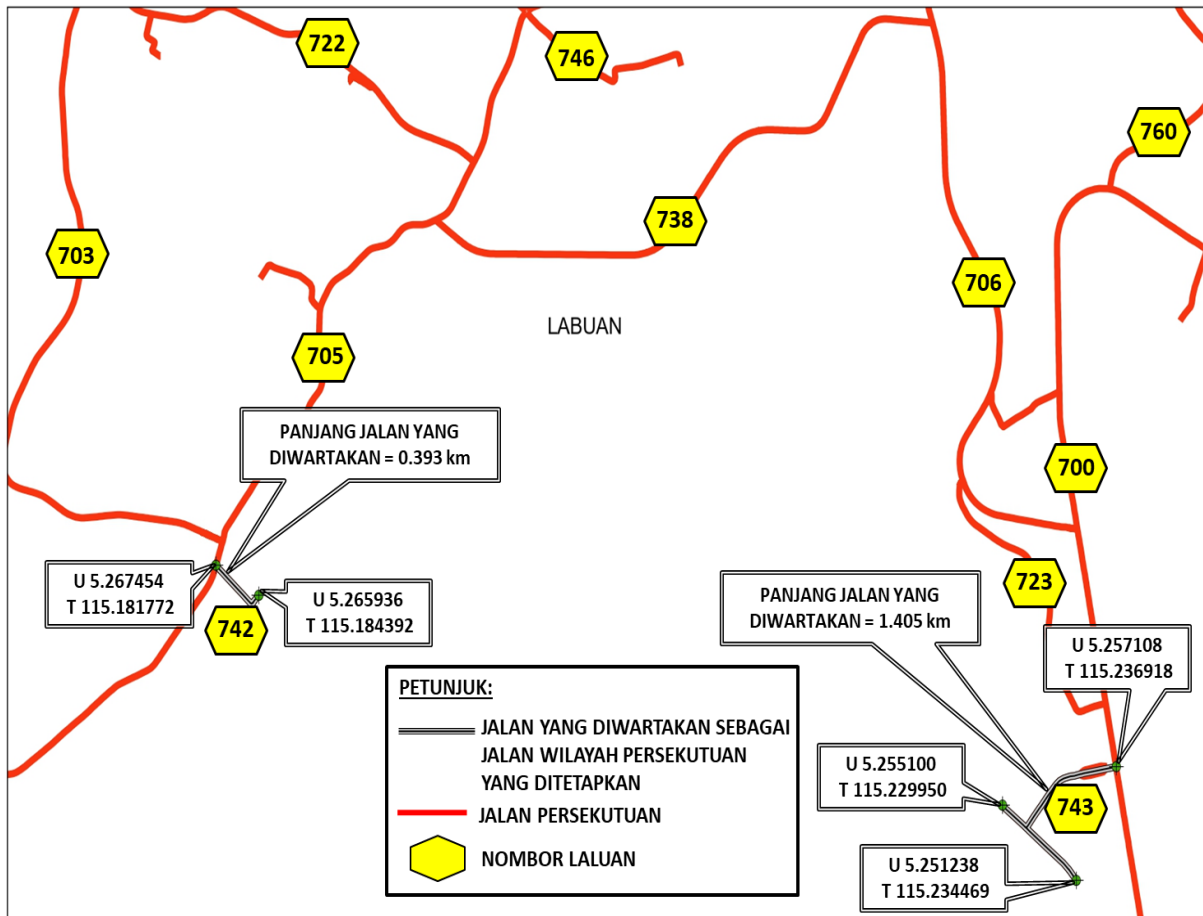 722
746
760
738
703
706
LABUAN
705
PANJANG JALAN YANG
DIWARTAKAN = 0.393 km
700
U 5.267454
T 115.181772
U 5.265936
T 115.184392
742
723
PANJANG JALAN YANG
DIWARTAKAN = 1.405 km
U 5.257108
T 115.236918
PETUNJUK:
JALAN YANG DIWARTAKAN SEBAGAI
JALAN WILAYAH PERSEKUTUAN
YANG DITETAPKAN
JALAN PERSEKUTUAN
NOMBOR LALUAN
U 5.255100
T 115.229950
743
U 5.251238
T 115.234469